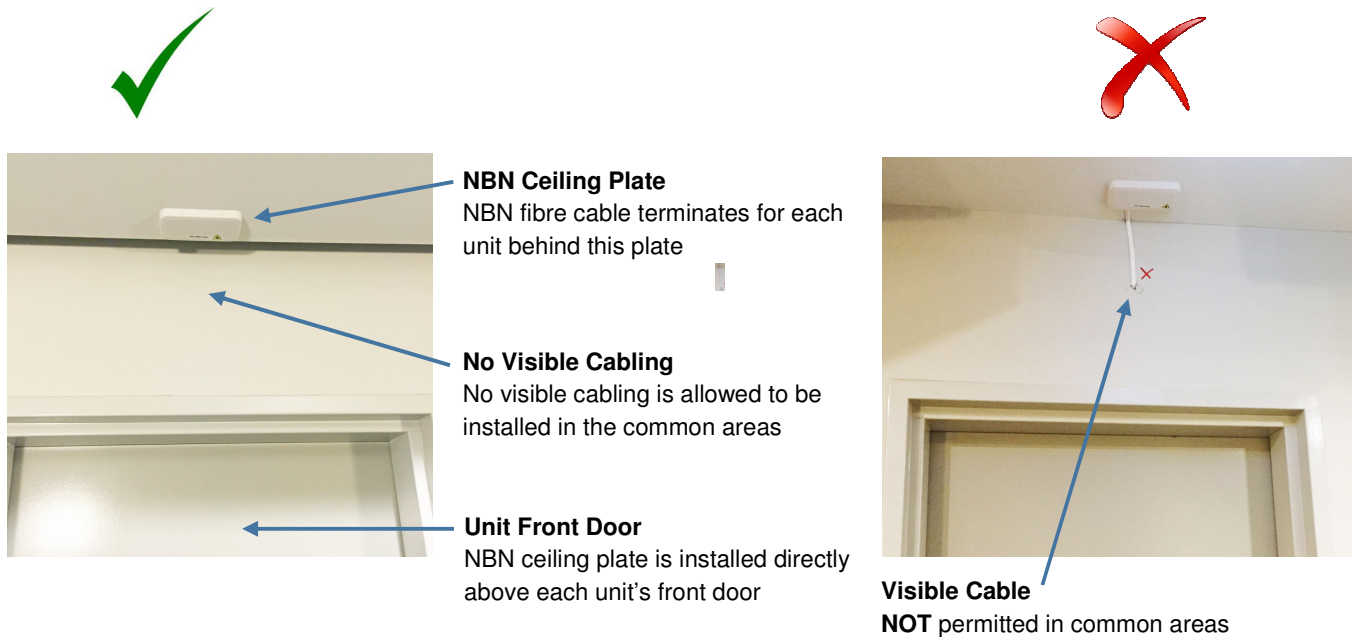 NBN Ceiling Plate
NBN fibre cable terminates for each
unit behind this plate
No Visible Cabling
No visible cabling is allowed to be
installed in the common areas
Unit Front Door
NBN ceiling plate is installed directly
above each unit's front door
Visible Cable
NOT permitted in common areas